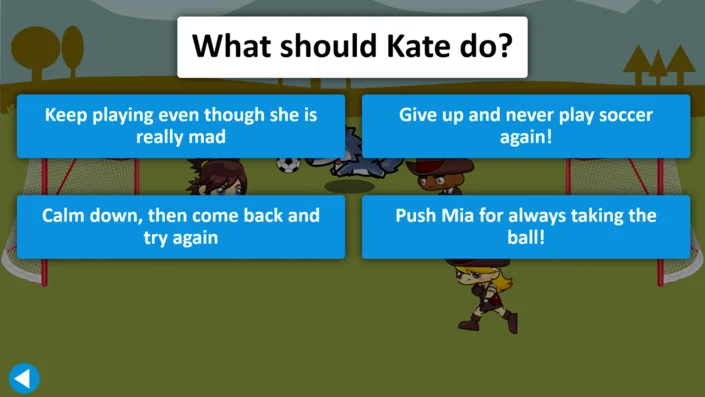 What should Kate do?
Keep playing even though she is
really mad
Give up and never play soccer
again!
Calm down, then come back and
try again
Push Mia for always taking the
ball!